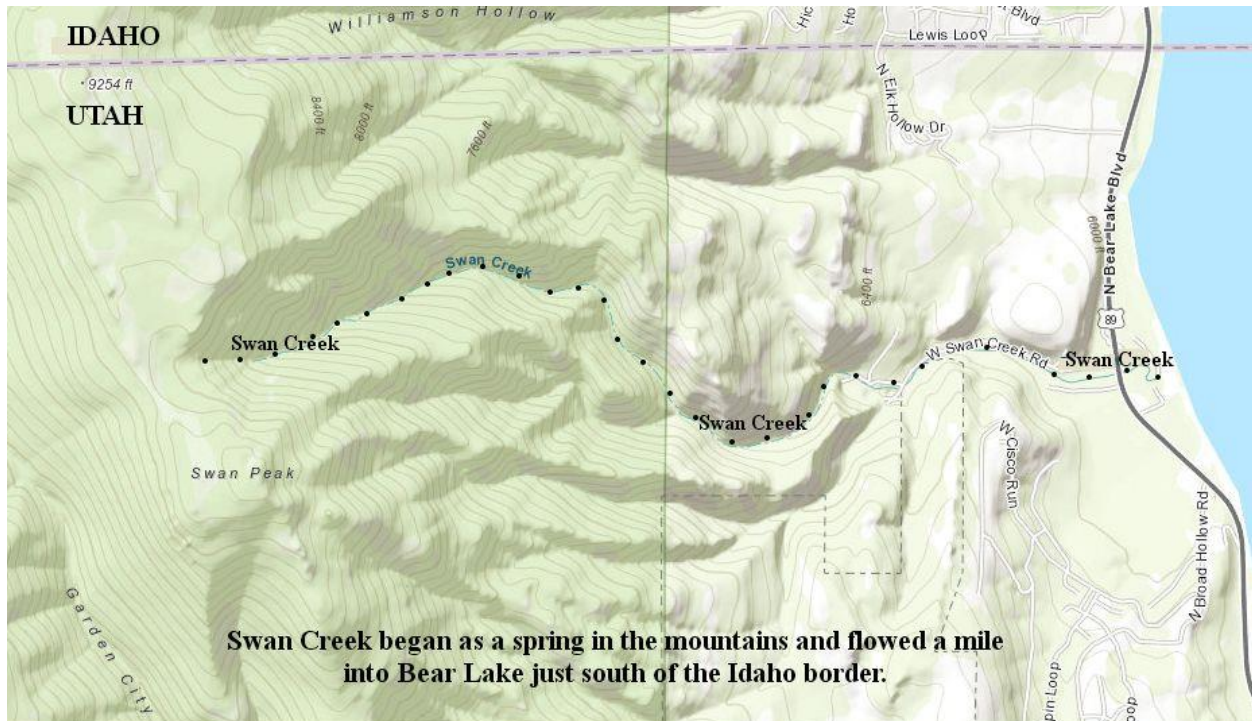 Williamson Hollow
IDAHO
Lewis Loop
9254 ft
UTAH
8400 ft
8000 ft
7600 ft
N Elk Hollow Dr
N Bear Lake Blvd
6000 ft
Swan Creek
6400 ft
89
Swan Creek
W Swan Creek Rd
Swan Creek
Swan Creek
W Cisco Run
Swan Peak
N Broad Hollow Rd
Garden City
Swan Creek began as a spring in the mountains and flowed a mile
into Bear Lake just south of the Idaho border.